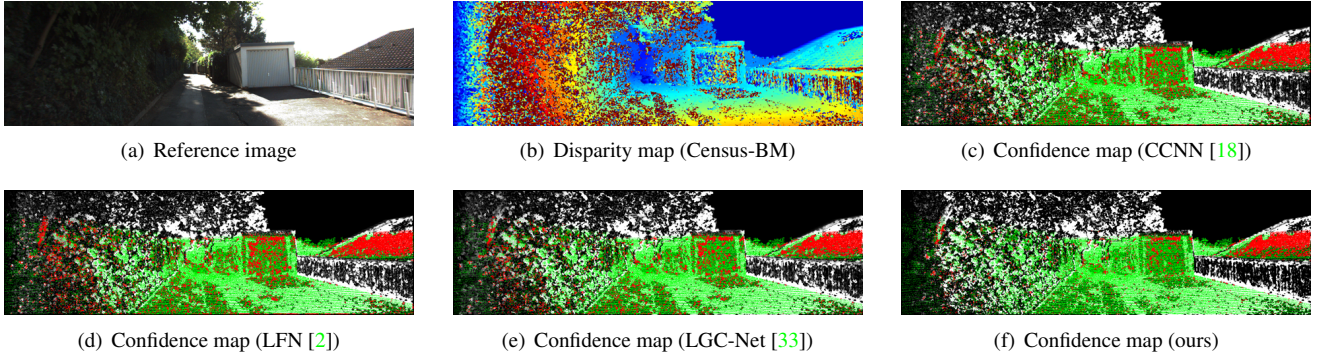 (a) Reference image
(b) Disparity map (Census-BM)
(c) Confidence map (CCNN [18])
(d) Confidence map (LFN [2])
(e) Confidence map (LGC-Net [33])
(f) Confidence map (ours)